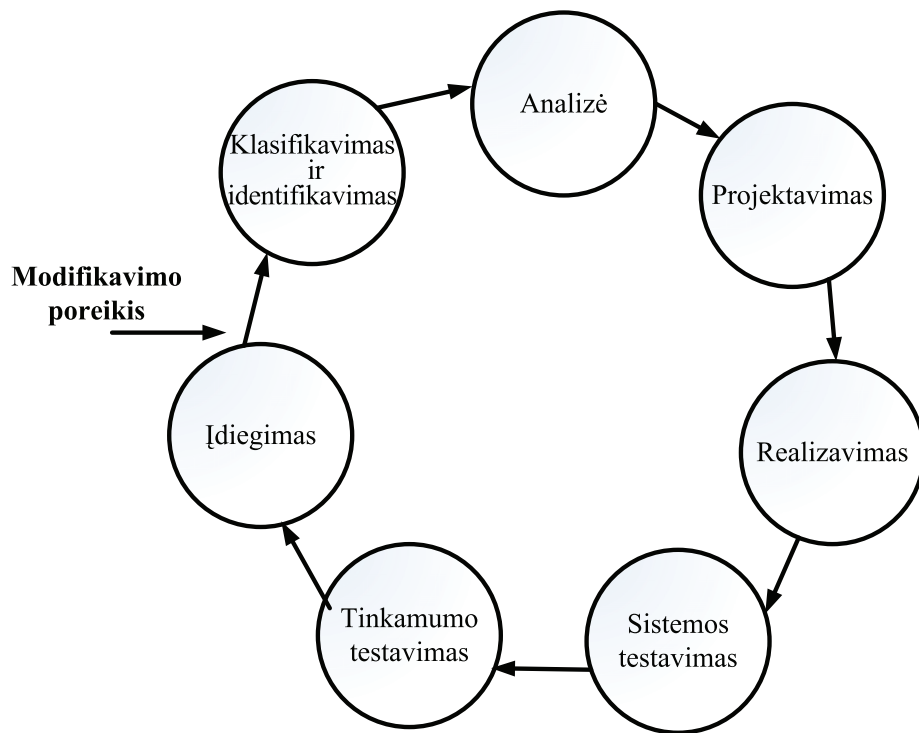 Analizė
Klasifikavimas
ir
identifikavimas
Projektavimas
Modifikavimo
poreikis
Įdiegimas
Realizavimas
Tinkamumo
testavimas
Sistemos
testavimas